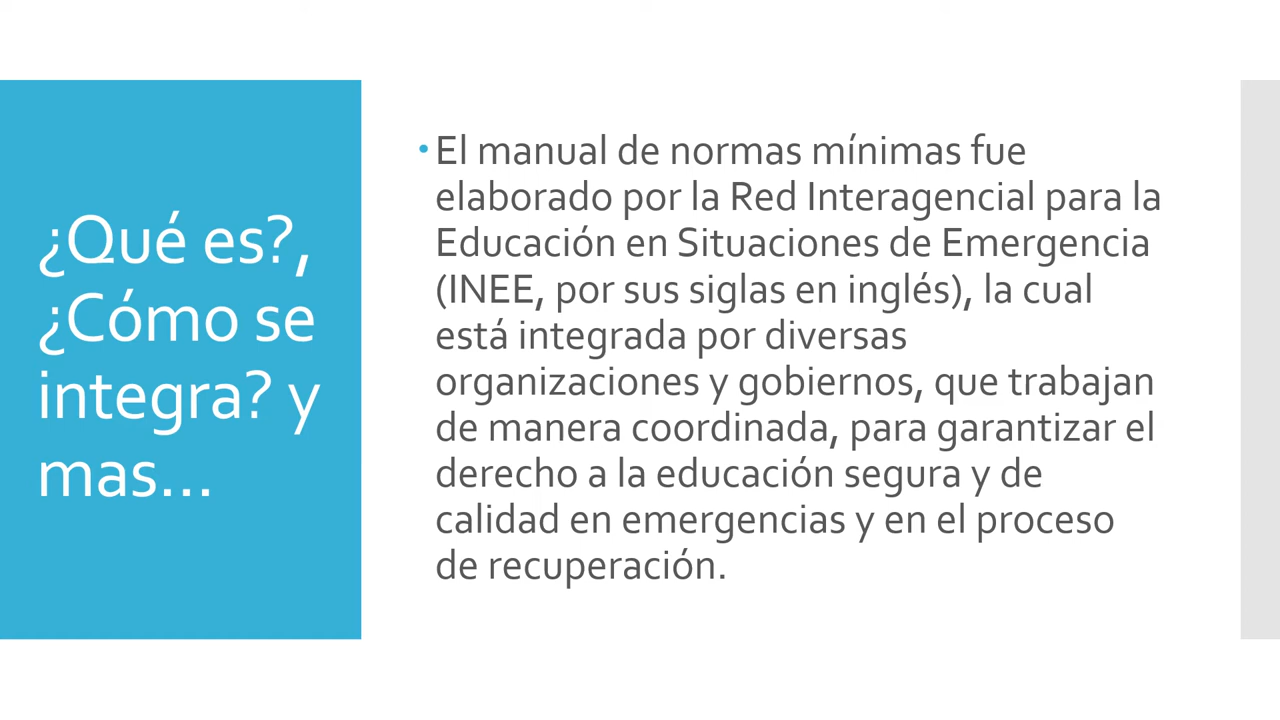 ¿Qué es?,
¿Cómo se
integra? y
mas...
• El manual de normas mínimas fue
elaborado por la Red Interagencial para la
Educación en Situaciones de Emergencia
(INEE, por sus siglas en inglés), la cual
está integrada por diversas
organizaciones y gobiernos, que trabajan
de manera coordinada, para garantizar el
derecho a la educación segura y de
calidad en emergencias y en el proceso
de recuperación.